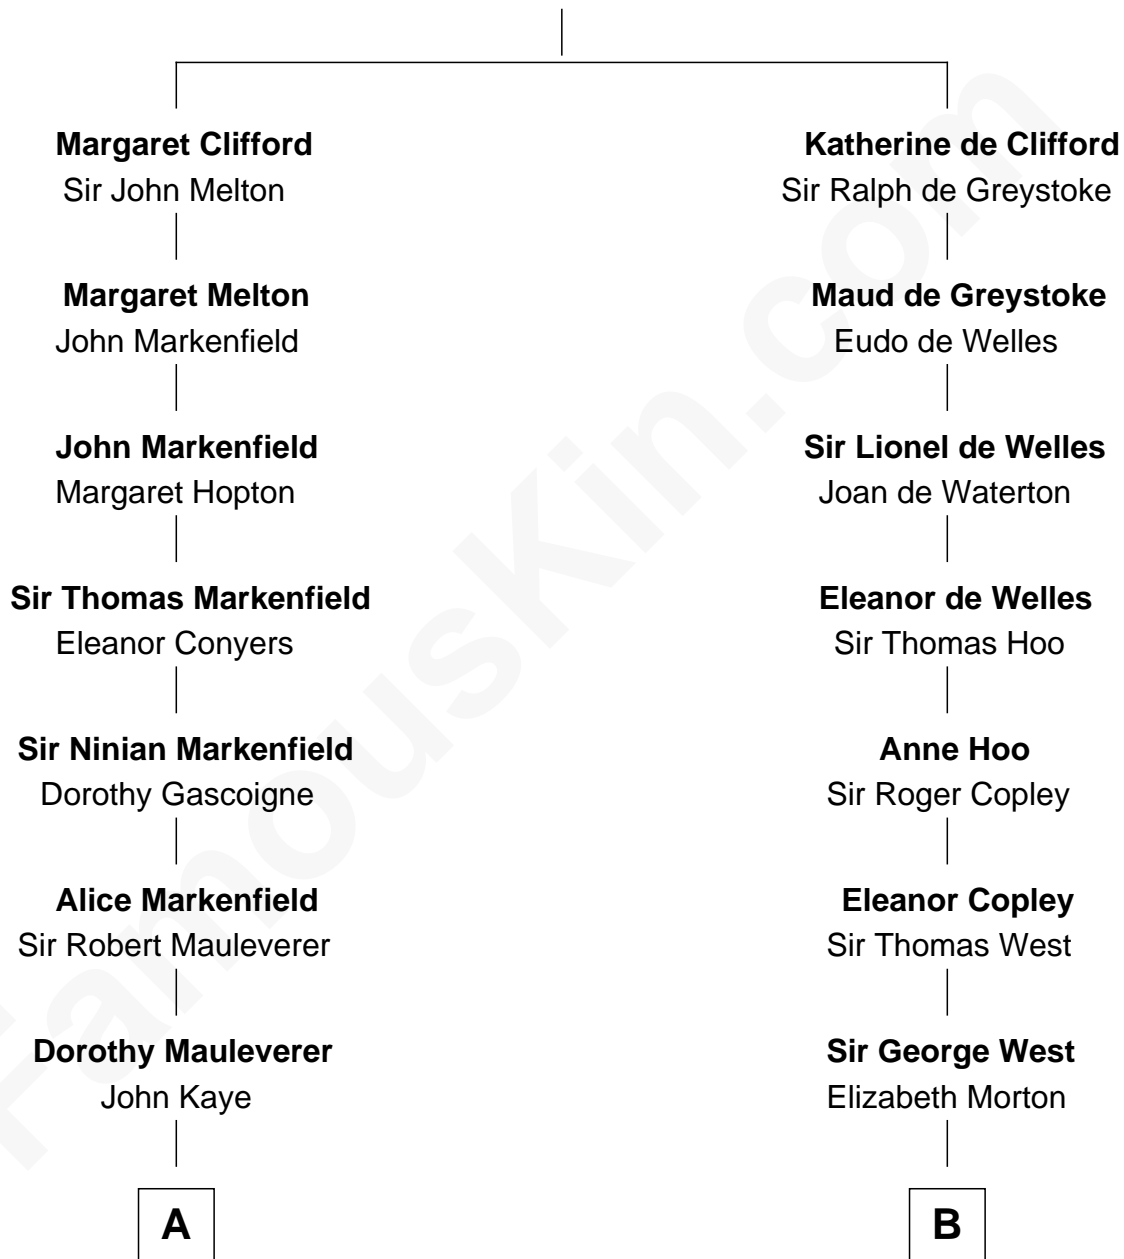 Margaret Clifford
Sir John Melton
Margaret Melton
John Markenfield
John Markenfield
Margaret Hopton
Sir Thomas Markenfield
Eleanor Conyers
Sir Ninian Markenfield
Dorothy Gascoigne
Alice Markenfield
Sir Robert Mauleverer
Dorothy Mauleverer
John Kaye
A
Katherine de Clifford
Sir Ralph de Greystoke
Maud de Greystoke
Eudo de Welles
Sir Lionel de Welles
Joan de Waterton
Eleanor de Welles
Sir Thomas Hoo
Anne Hoo
Sir Roger Copley
Eleanor Copley
Sir Thomas West
Sir George West
Elizabeth Morton
B
FamousKin.com